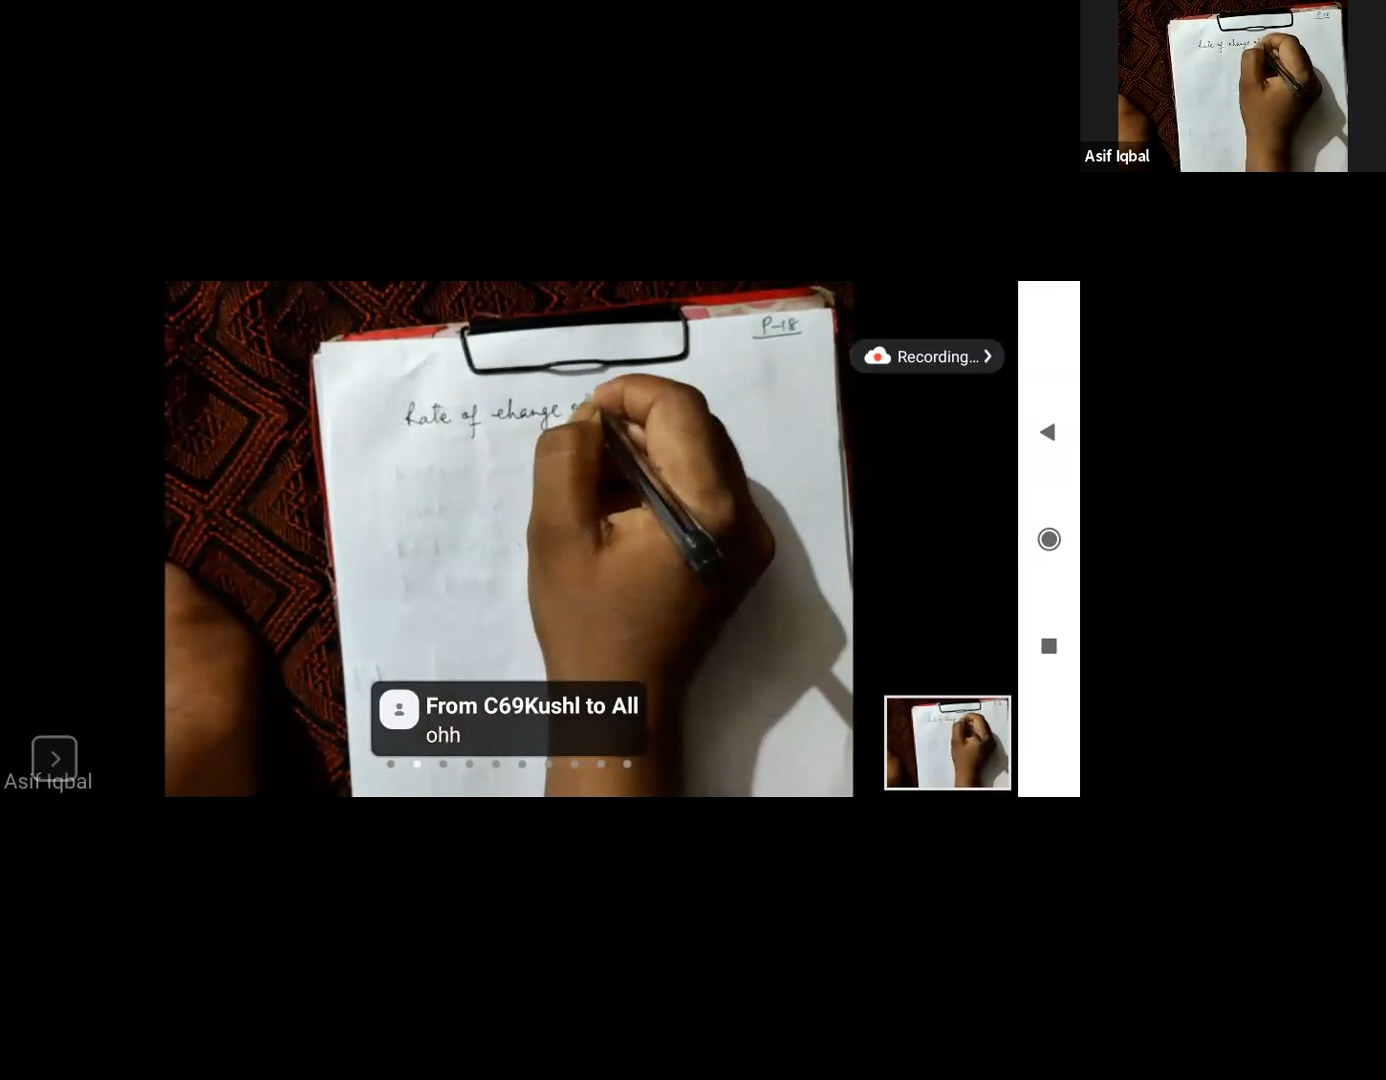 Asif Iqbal
P-18
Rate of change
Recording...
From C69Kushl to All
ohh
Asif Iqbal